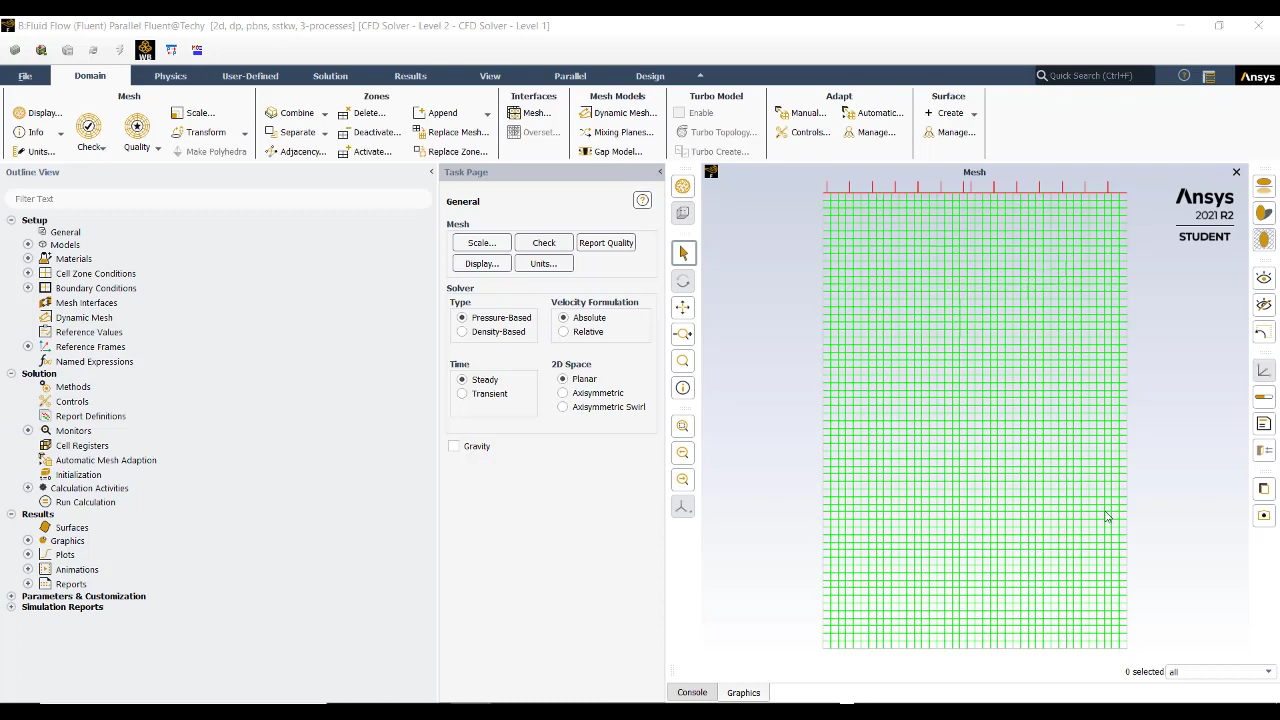 B:Fluid Flow (Fluent) Parallel Fluent@Techy [2d, dp, pbns, sstkw, 3-processes] [CFD Solver - Level 2 - CFD Solver - Level 1]
WB
File Domain Physics User-Defined Solution Results View Parallel Design Quick Search (Ctrl+F) Ansys
Mesh Zones Interfaces Mesh Models Turbo Model Adapt Surface
Display... Scale... Combine Delete... Append Mesh... Dynamic Mesh... Enable Manual... Automatic... + Create
Info Transform Separate Deactivate... Replace Mesh... Overset... Mixing Planes... Turbo Topology... Controls... Manage... Manage...
Units... Check Quality Make Polyhedra Adjacency... Activate... Replace Zone... Gap Model... Turbo Create...
Outline View
Filter Text
Setup
General
Models
Materials
Cell Zone Conditions
Boundary Conditions
Mesh Interfaces
Dynamic Mesh
Reference Values
Reference Frames
Named Expressions
Solution
Methods
Controls
Report Definitions
Monitors
Cell Registers
Automatic Mesh Adaption
Initialization
Calculation Activities
Run Calculation
Results
Surfaces
Graphics
Plots
Animations
Reports
Parameters & Customization
Simulation Reports
Task Page
General
Mesh
Scale... Check Report Quality
Display... Units...
Solver
Type
Pressure-Based
Density-Based
Velocity Formulation
Absolute
Relative
Time
Steady
Transient
2D Space
Planar
Axisymmetric
Axisymmetric Swirl
Gravity
Mesh
Ansys
2021 R2
STUDENT
0 selected all
Console Graphics